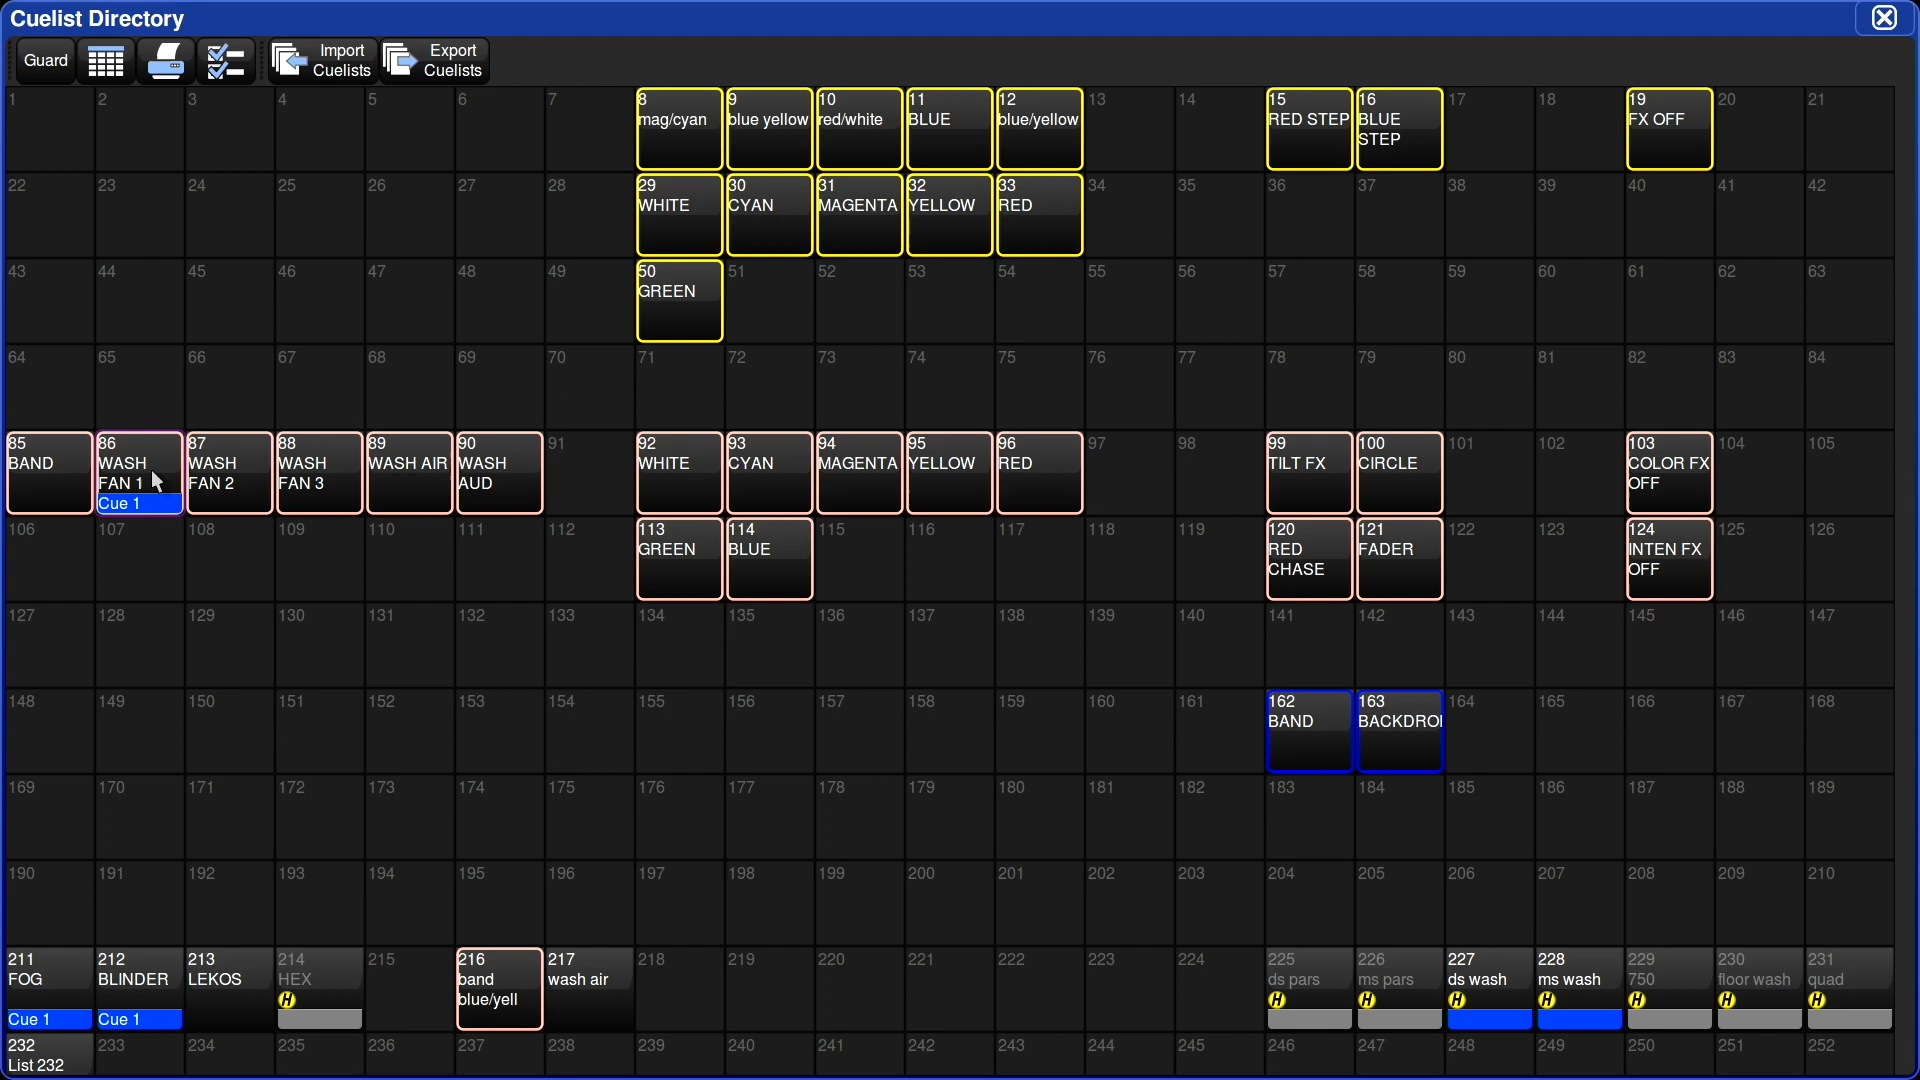 Cuelist Directory
Guard
Import
Cuelists
Export
Cuelists
1 2 3 4 5 6 7 8 9 10 11 12 13 14 15 16 17 18 19 20 21
mag/cyan blue yellow red/white BLUE blue/yellow RED STEP BLUE FX OFF
STEP
22 23 24 25 26 27 28 29 30 31 32 33 34 35 36 37 38 39 40 41 42
WHITE CYAN MAGENTA YELLOW RED
43 44 45 46 47 48 49 50 51 52 53 54 55 56 57 58 59 60 61 62 63
GREEN
64 65 66 67 68 69 70 71 72 73 74 75 76 77 78 79 80 81 82 83 84
85 86 87 88 89 90 91 92 93 94 95 96 97 98 99 100 101 102 103 104 105
BAND WASH WASH WASH WASH AIR WASH WHITE CYAN MAGENTA YELLOW RED TILT FX CIRCLE COLOR FX
FAN 1 FAN 2 FAN 3 AUD OFF
Cue 1
106 107 108 109 110 111 112 113 114 115 116 117 118 119 120 121 122 123 124 125 126
GREEN BLUE RED FADER INTEN FX
CHASE OFF
127 128 129 130 131 132 133 134 135 136 137 138 139 140 141 142 143 144 145 146 147
148 149 150 151 152 153 154 155 156 157 158 159 160 161 162 163 164 165 166 167 168
BAND BACKDRO
169 170 171 172 173 174 175 176 177 178 179 180 181 182 183 184 185 186 187 188 189
190 191 192 193 194 195 196 197 198 199 200 201 202 203 204 205 206 207 208 209 210
211 212 213 214 215 216 217 218 219 220 221 222 223 224 225 226 227 228 229 230 231
FOG BLINDER LEKOS HEX band wash air ds pars ms pars ds wash ms wash 750 floor wash quad
H blue/yell H H H H H H H
Cue 1 Cue 1
232 233 234 235 236 237 238 239 240 241 242 243 244 245 246 247 248 249 250 251 252
List 232